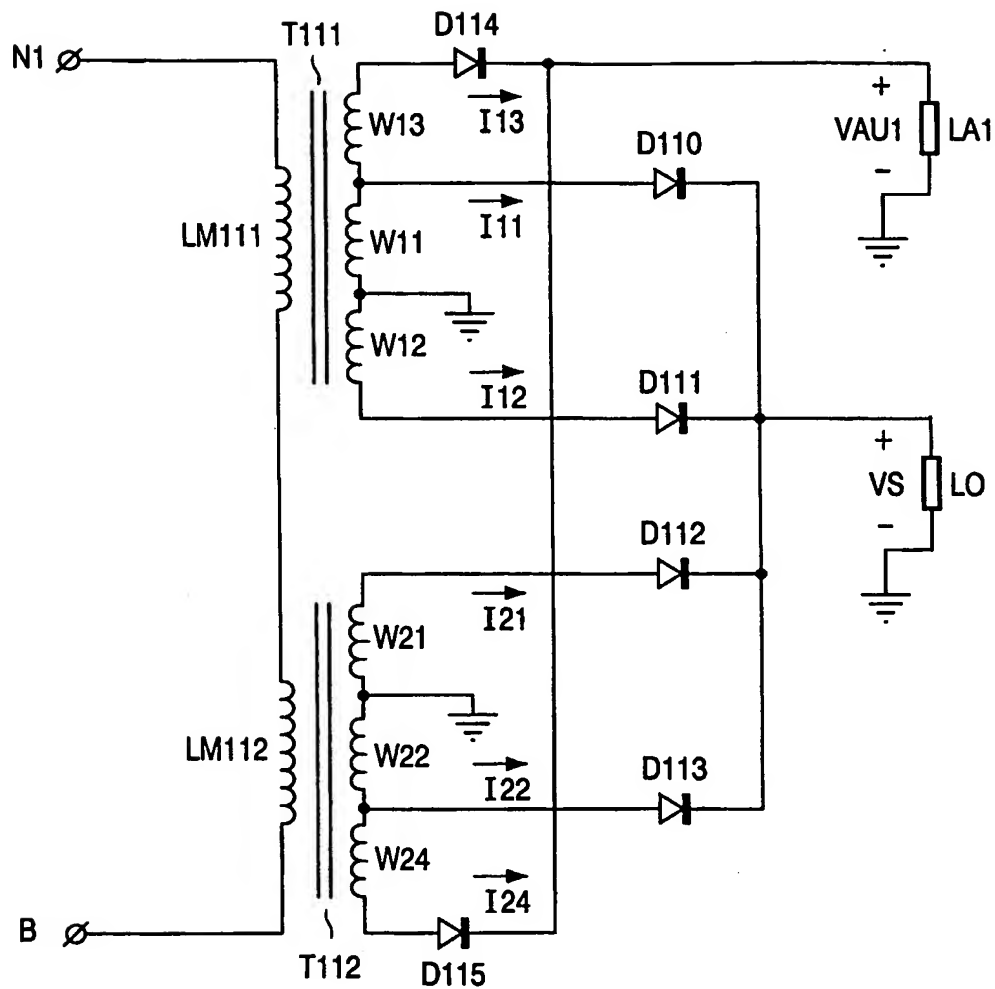 D114
T111
N1
I13
W13
+
VAU1
LA1
-
D110
LM111
I11
W11
W12
I12
D111
+
VS
LO
-
D112
I21
W21
LM112
W22
I22
D113
W24
I24
B
T112
D115